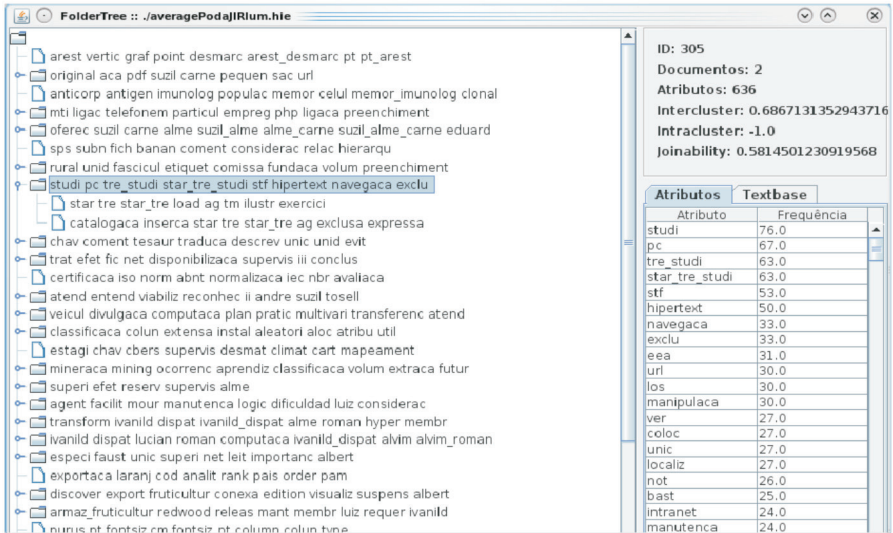 FolderTree :: ./averagePodaJIRlum.hie
arest vertic graf point desmarc arest_desmarc pt pt_arest
original aca pdf suzil carne pequen sac url
anticorp antigen imunolog populac memor celul memor_imunolog clonal
mti ligac telefonem particul empreg php ligaca preenchiment
oferec suzil carne alme suzil_alme alme_carne suzil_alme_carne eduard
sps subn fich banan coment considerac relac hierarqu
rural unid fascicul etiquet comissa fundaca volum preenchiment
studi pc tre_studi star_tre_studi stf hipertext navegaca exclu
star tre star_tre load ag tm ilustr exercici
catalogaca inserca star tre star_tre ag exclusa expressa
chav coment tesaur traduca descrev unic unid evit
trat efet fic net disponibilizaca supervis iii conclus
certificaca iso norm abnt normalizaca iec nbr avaliaca
atend entend viabiliz reconhec ii andre suzil tosell
veicul divulgaca computaca plan pratic multivari transferenc atend
classificaca colun extensa instal aleatori aloc atribu util
estagi chav cbers supervis desmat climat cart mapeament
mineraca mining ocorrenc aprendiz classificaca volum extraca futur
superi efet reserv supervis alme
agent facilit mour manutenca logic dificuldad luiz considerac
transform ivanild dispat ivanild_dispat alme roman hyper membr
ivanild dispat lucian roman computaca ivanild_dispat alvim alvim_roman
especi faust unic superi net leit importanc albert
exportaca laranj cod analit rank pais order pam
discover export fruticultur conexa edition visualiz suspens albert
armaz_fruticultur redwood releas mant membr luiz requer ivanild
purus pt fontsiz cm fontsiz pt column colun type
ID: 305
Documentos: 2
Atributos: 636
Intercluster: 0.6867131352943716
Intracluster: -1.0
Joinability: 0.5814501230919568
Atributos Textbase
Atributo Frequência
studi 76.0
pc 67.0
tre_studi 63.0
star_tre_studi 63.0
stf 53.0
hipertext 50.0
navegaca 33.0
exclu 33.0
eea 31.0
url 30.0
los 30.0
manipulaca 30.0
ver 27.0
coloc 27.0
unic 27.0
localiz 27.0
not 26.0
bast 25.0
intranet 24.0
manutenca 24.0